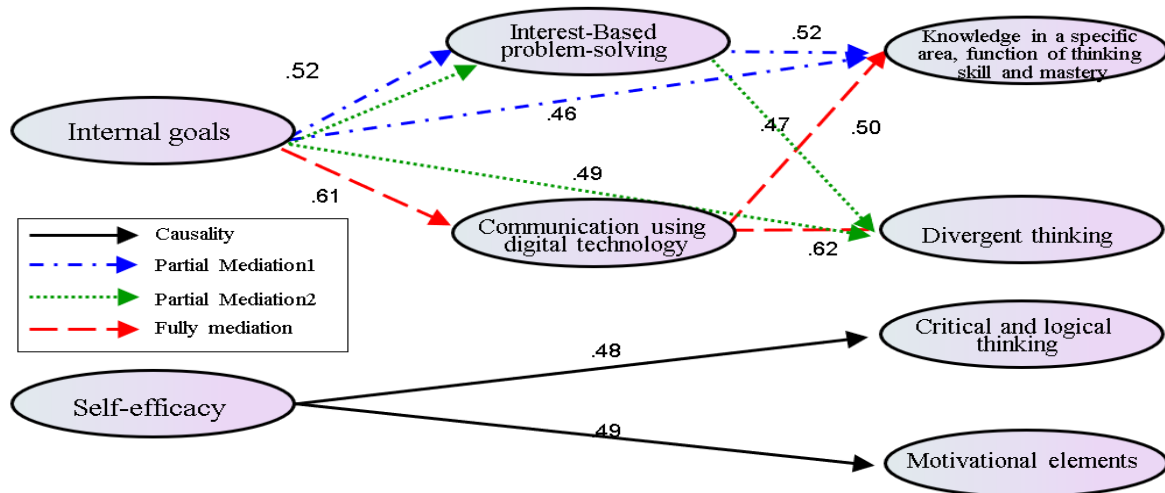 Interest-Based
problem-solving
.52
Knowledge in a specific
area, function of thinking
skill and mastery
.52
.46
Internal goals
.47
.50
.49
.61
Communication using
digital technology
.62
Divergent thinking
Causality
Partial Mediation1
Partial Mediation2
Fully mediation
Critical and logical
thinking
.48
Self-efficacy
.49
Motivational elements